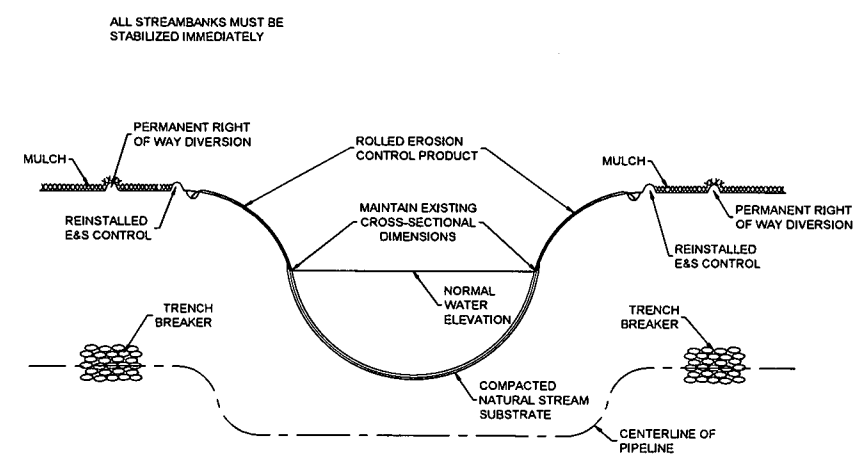 ALL STREAMBANKS MUST BE
STABILIZED IMMEDIATELY
PERMANENT RIGHT
OF WAY DIVERSION
MULCH
REINSTALLED
E&S CONTROL
ROLLED EROSION
CONTROL PRODUCT
MAINTAIN EXISTING
CROSS-SECTIONAL
DIMENSIONS
MULCH
PERMANENT RIGHT
OF WAY DIVERSION
REINSTALLED
E&S CONTROL
NORMAL
WATER
ELEVATION
TRENCH
BREAKER
TRENCH
BREAKER
COMPACTED
NATURAL STREAM
SUBSTRATE
CENTERLINE OF
PIPELINE